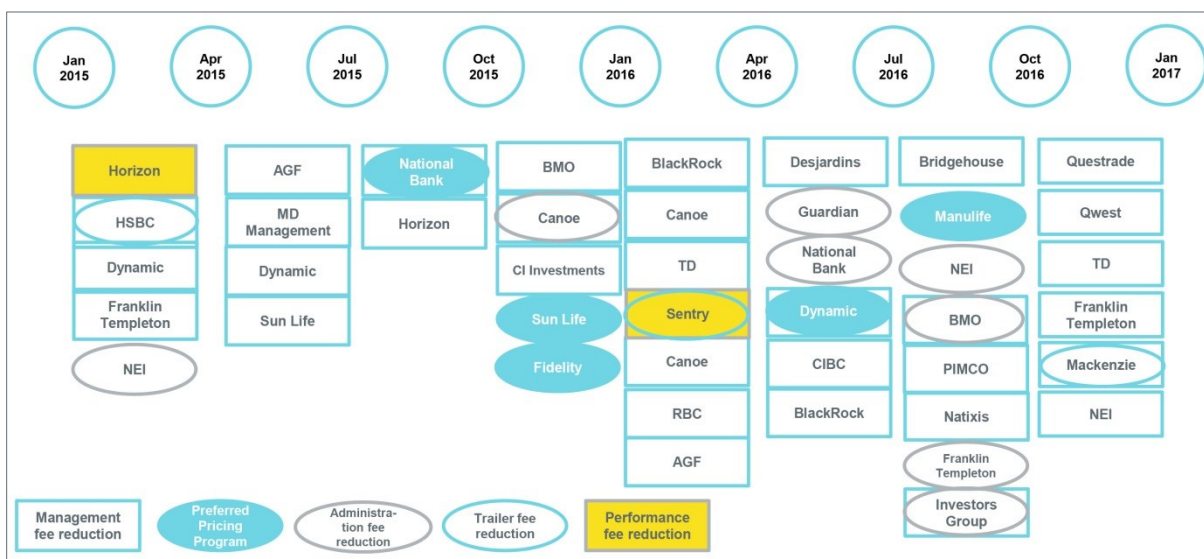 Jan
2015
Apr
2015
Jul
2015
Oct
2015
Jan
2016
Apr
2016
Jul
2016
Oct
2016
Jan
2017
Horizon
HSBC
Dynamic
Franklin
Templeton
NEI
AGF
MD
Management
Dynamic
Sun Life
National
Bank
Horizon
BMO
Canoe
CI Investments
Sun Life
Fidelity
BlackRock
Canoe
TD
Sentry
Canoe
RBC
AGF
Desjardins
Guardian
National
Bank
Dynamic
CIBC
BlackRock
Bridgehouse
Manulife
NEI
BMO
PIMCO
Natixis
Franklin
Templeton
Investors
Group
Questrade
Qwest
TD
Franklin
Templeton
Mackenzie
NEI
Management
fee reduction
Preferred
Pricing
Program
Administra-
tion fee
reduction
Trailer fee
reduction
Performance
fee reduction